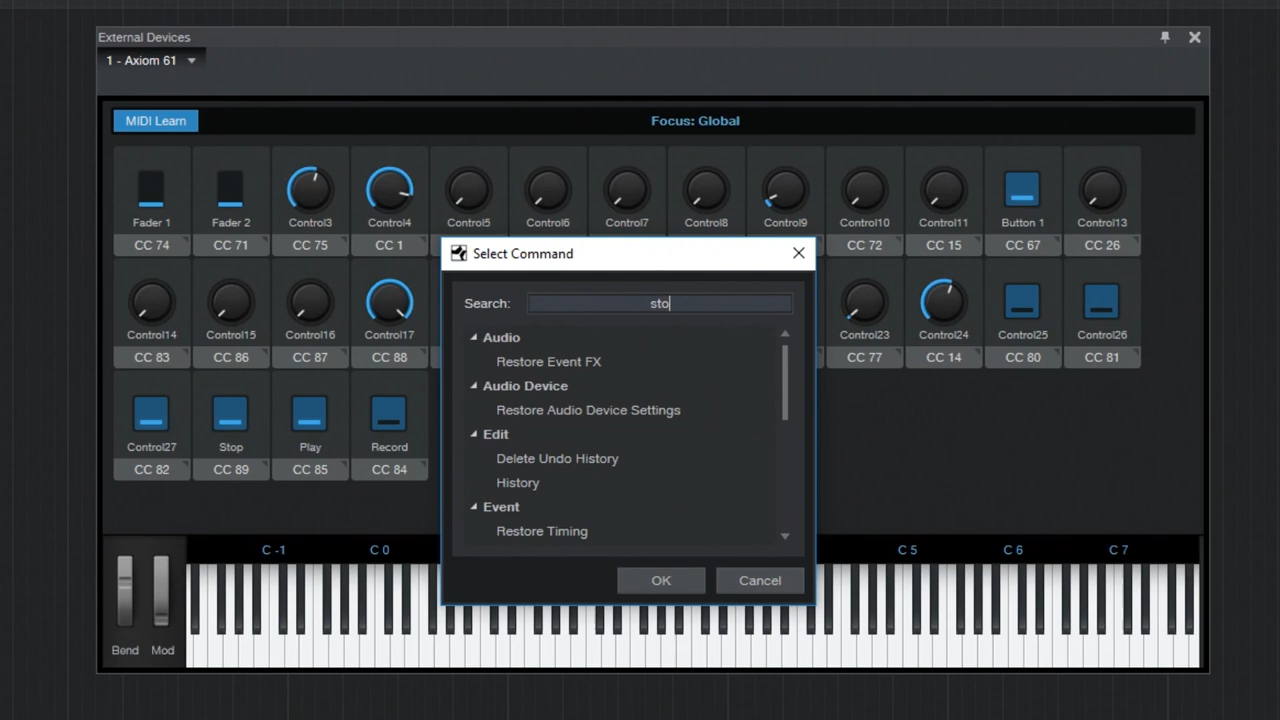 External Devices
1 - Axiom 61
MIDI Learn
Focus: Global
Fader 1 Fader 2 Control3 Control4 Control5 Control6 Control7 Control8 Control9 Control10 Control11 Button 1 Control13
CC 74 CC 71 CC 75 CC 1 CC 72 CC 15 CC 67 CC 26
Select Command
Search: sto
Audio
Restore Event FX
Audio Device
Restore Audio Device Settings
Edit
Delete Undo History
History
Event
Restore Timing
OK Cancel
Control14 Control15 Control16 Control17 Control23 Control24 Control25 Control26
CC 83 CC 86 CC 87 CC 88 CC 77 CC 14 CC 80 CC 81
Control27 Stop Play Record
CC 82 CC 89 CC 85 CC 84
C -1 C 0 C 5 C 6 C 7
Bend Mod